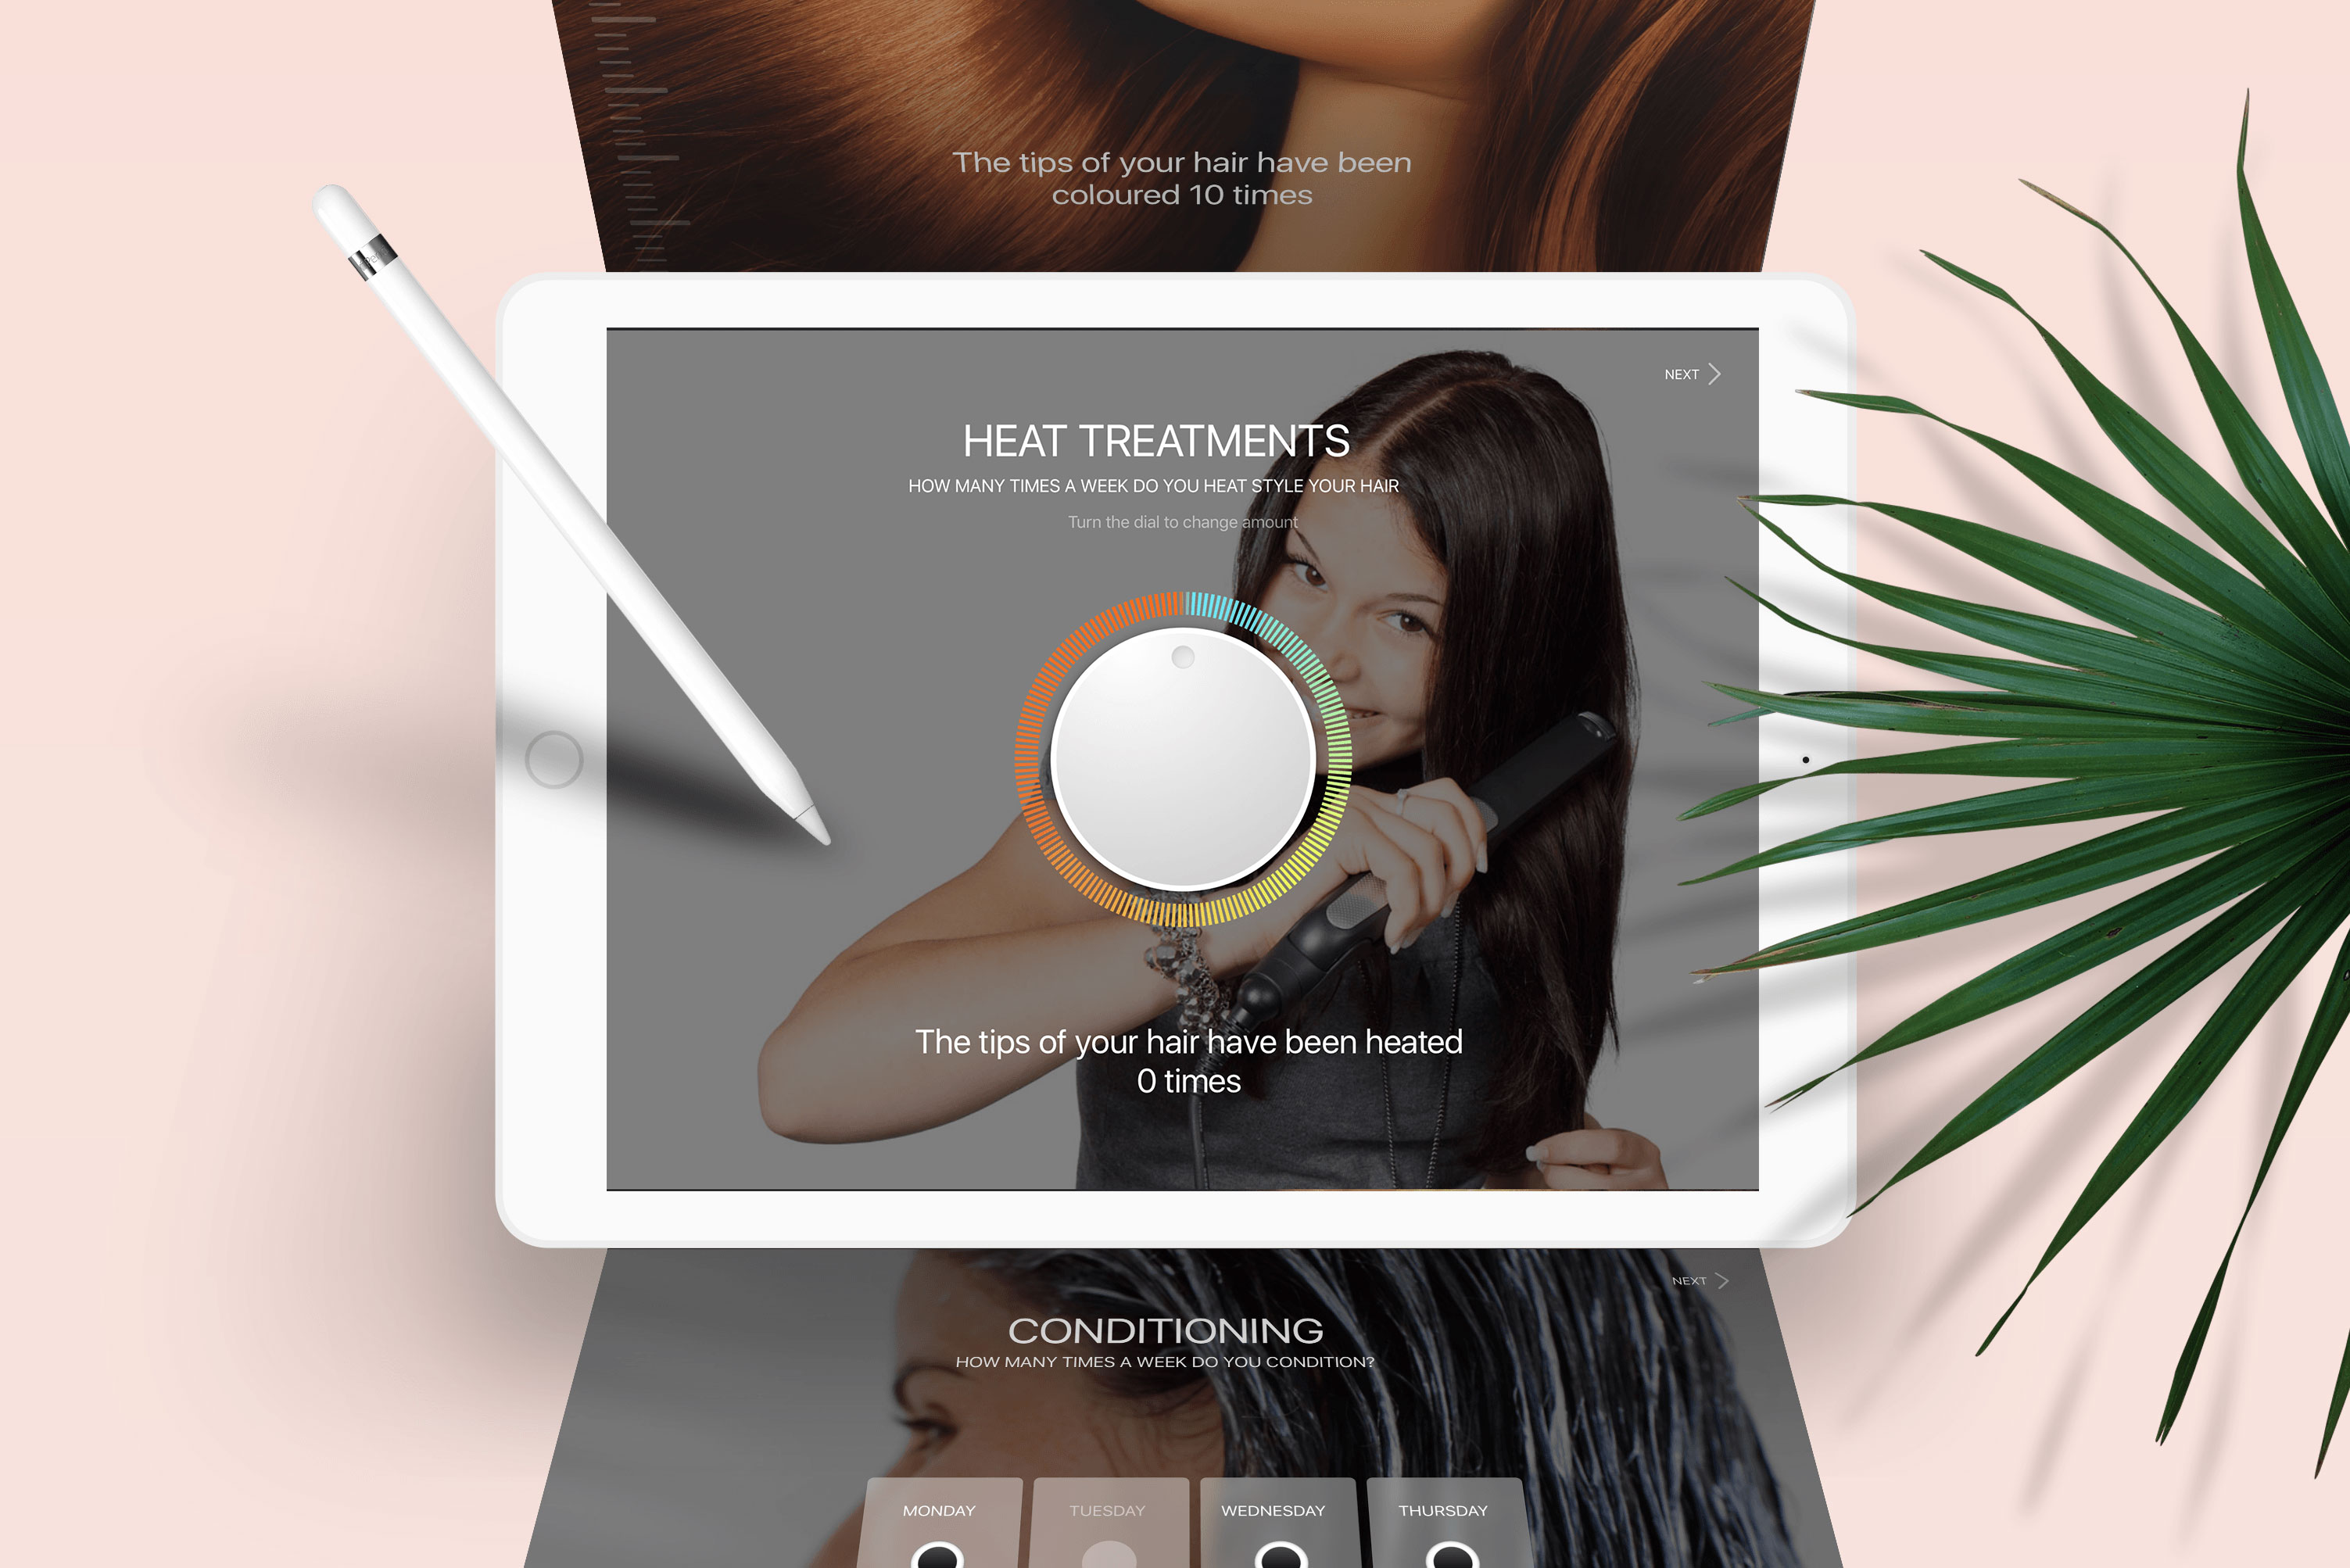 The tips of your hair have been
coloured 10 times
NEXT
HEAT TREATMENTS
HOW MANY TIMES A WEEK DO YOU HEAT STYLE YOUR HAIR
Turn the dial to change amount
The tips of your hair have been heated
0 times
NEXT
CONDITIONING
HOW MANY TIMES A WEEK DO YOU CONDITION?
MONDAY TUESDAY WEDNESDAY THURSDAY